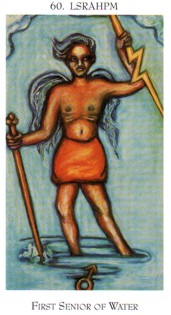 60. LSRAHPM
FIRST SENIOR OF WATER